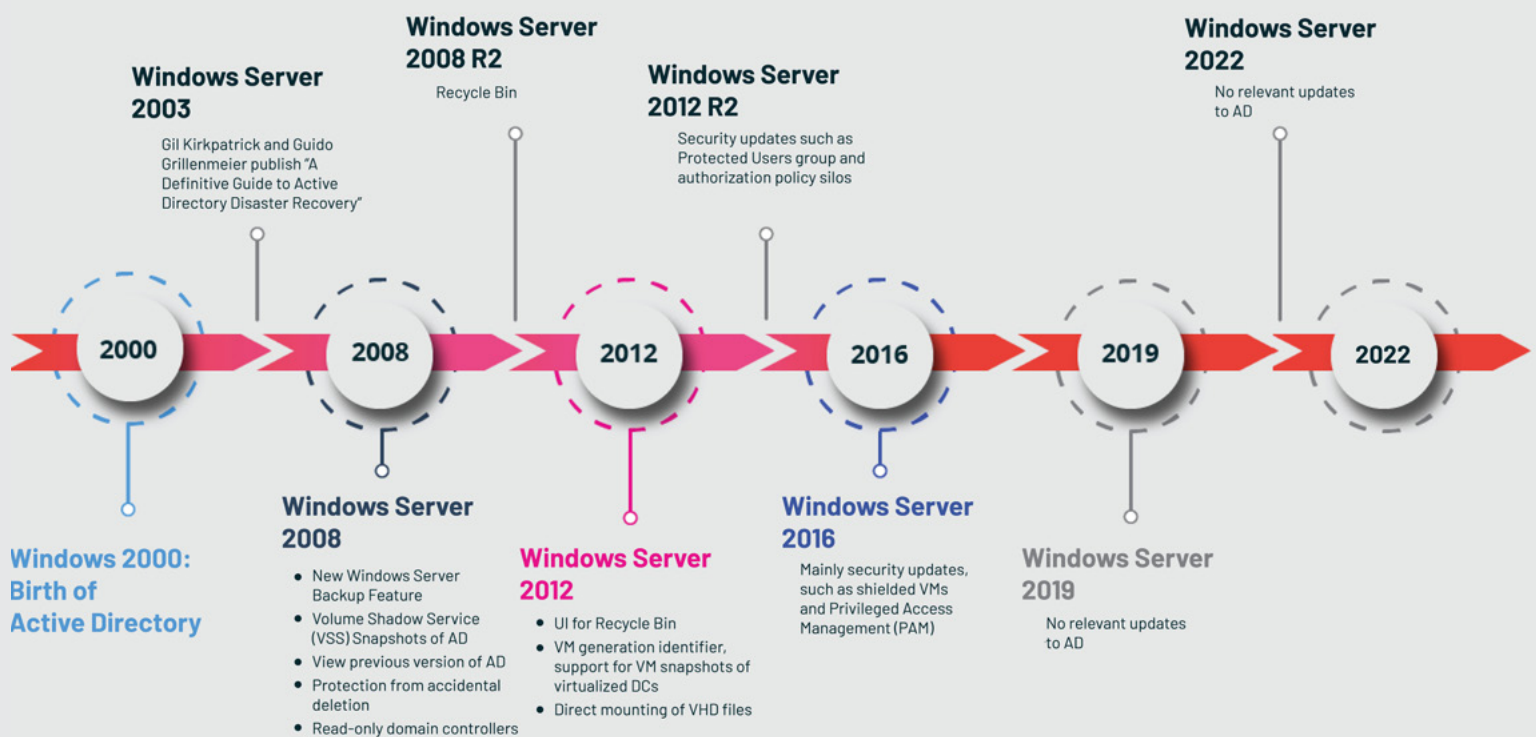 Windows Server
2003
Gil Kirkpatrick and Guido
Grillenmeier publish “A
Definitive Guide to Active
Directory Disaster Recovery”
Windows Server
2008 R2
Recycle Bin
Windows Server
2012 R2
Security updates such as
Protected Users group and
authorization policy silos
Windows Server
2022
No relevant updates
to AD
2000
2008
2012
2016
2019
2022
Windows 2000:
Birth of
Active Directory
Windows Server
2008
• New Windows Server
Backup Feature
• Volume Shadow Service
(VSS) Snapshots of AD
• View previous version of AD
• Protection from accidental
deletion
• Read-only domain controllers
Windows Server
2012
• UI for Recycle Bin
• VM generation identifier,
support for VM snapshots of
virtualized DCs
• Direct mounting of VHD files
Windows Server
2016
Mainly security updates,
such as shielded VMs
and Privileged Access
Management (PAM)
Windows Server
2019
No relevant updates
to AD